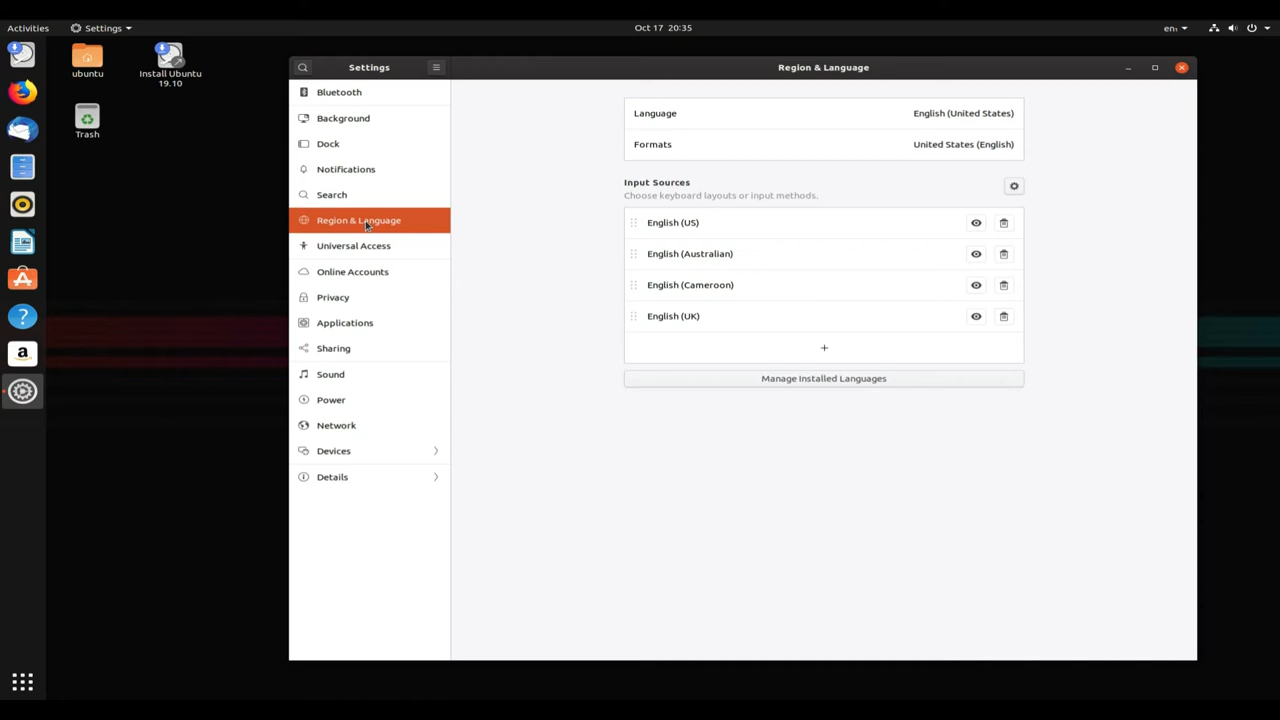 Activities
Settings
Oct 17 20:35
en₁
ubuntu
Install Ubuntu
19.10
Trash
a
Settings
Region & Language
Bluetooth
Background
Dock
Notifications
Search
Region & Language
Universal Access
Online Accounts
Privacy
Applications
Sharing
Sound
Power
Network
Devices
Details
Language
English (United States)
Formats
United States (English)
Input Sources
Choose keyboard layouts or input methods.
English (US)
English (Australian)
English (Cameroon)
English (UK)
+
Manage Installed Languages